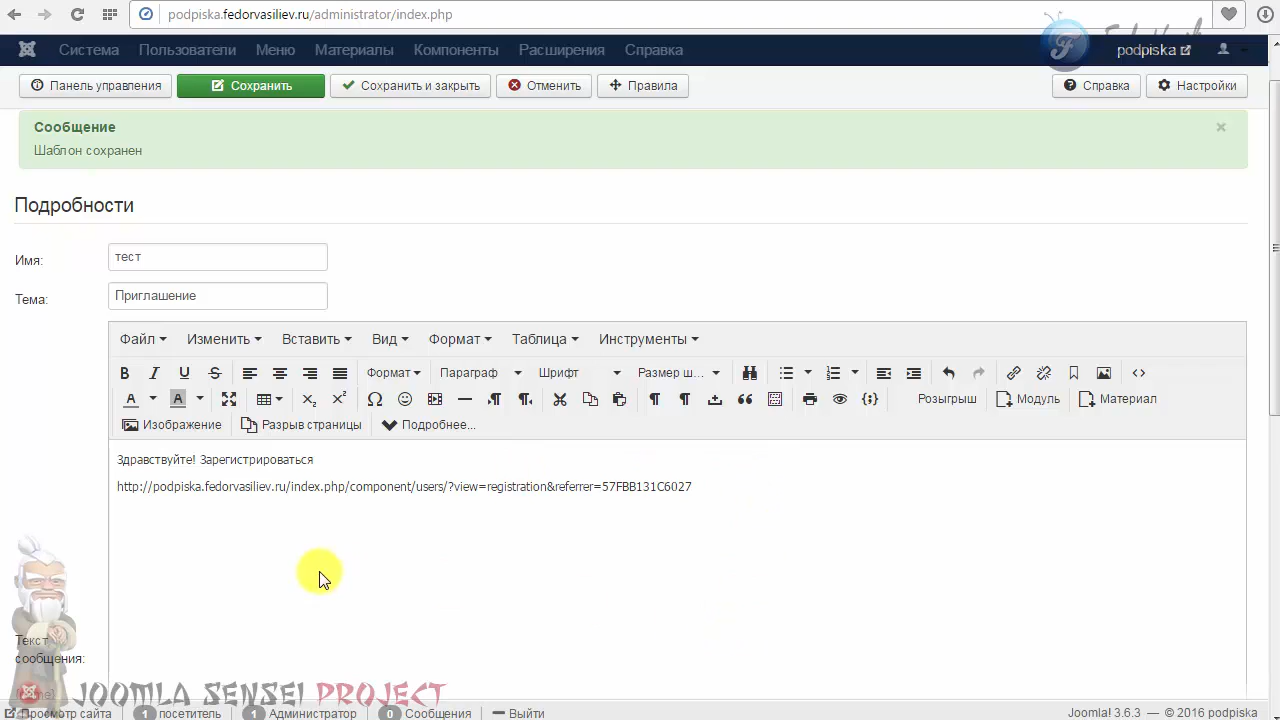 podpiska.fedorvasiliev.ru/administrator/index.php
Система Пользователи Меню Материалы Компоненты Расширения Справка podpiska
Панель управления Сохранить Сохранить и закрыть Отменить Правила Справка Настройки
Сообщение
Шаблон сохранен
Подробности
Имя: тест
Тема: Приглашение
Файл Изменить Вставить Вид Формат Таблица Инструменты
Формат Параграф Шрифт Размер ш...
Розыгрыш Модуль Материал
Изображение Разрыв страницы Подробнее...
Здравствуйте! Зарегистрироваться
http://podpiska.fedorvasiliev.ru/index.php/component/users/?view=registration&referrer=57FBB131C6027
Текст
сообщения:
JOOMLA SENSEI PROJECT
Просмотр сайта 1 посетитель 1 Администратор 0 Сообщения Выйти Joomla! 3.6.3 — © 2016 podpiska